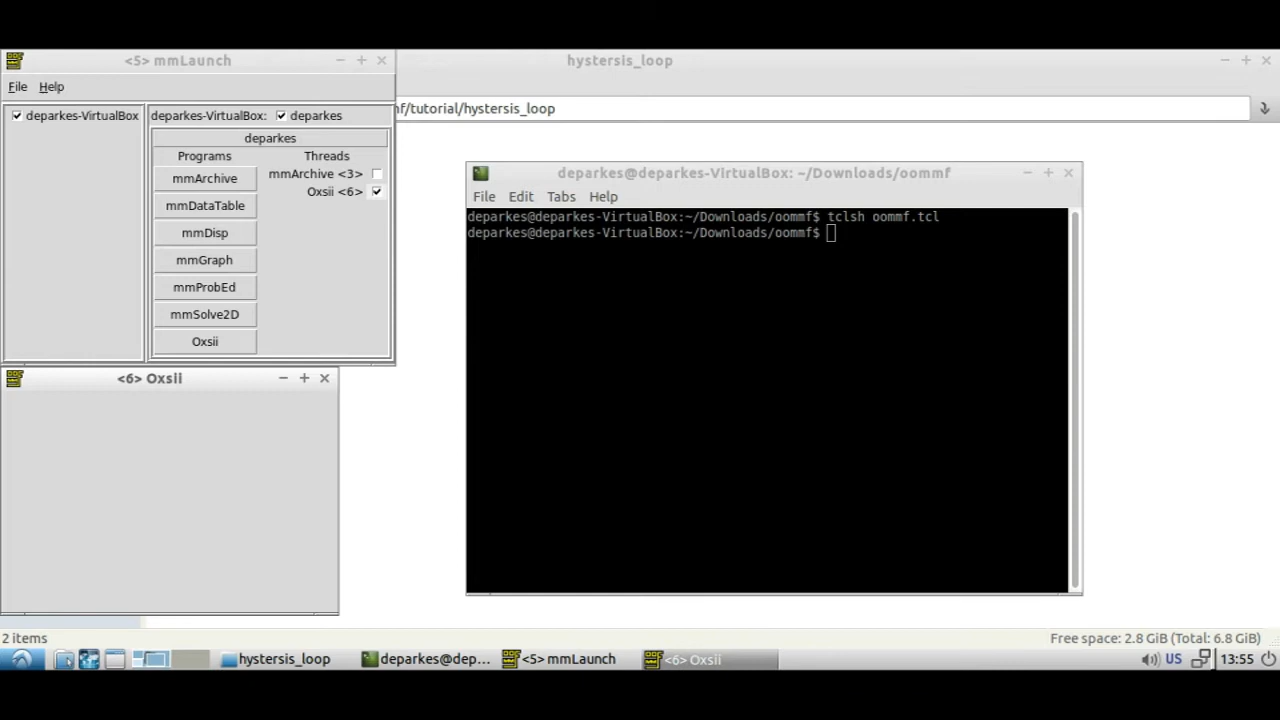 <5> mmLaunch
hystersis_loop
File Help
deparkes-VirtualBox
deparkes-VirtualBox: deparkes
nf/tutorial/hystersis_loop
deparkes
Programs Threads
mmArchive
mmArchive <3>
Oxsii <6>
mmDataTable
mmDisp
mmGraph
mmProbEd
mmSolve2D
Oxsii
deparkes@deparkes-VirtualBox: ~/Downloads/oommf
File Edit Tabs Help
deparkes@deparkes-VirtualBox:~/Downloads/oommf$ tclsh oommf.tcl
deparkes@deparkes-VirtualBox:~/Downloads/oommf$
<6> Oxsii
2 items
Free space: 2.8 GiB (Total: 6.8 GiB)
hystersis_loop
deparkes@dep...
<5> mmLaunch
<6> Oxsii
US
13:55